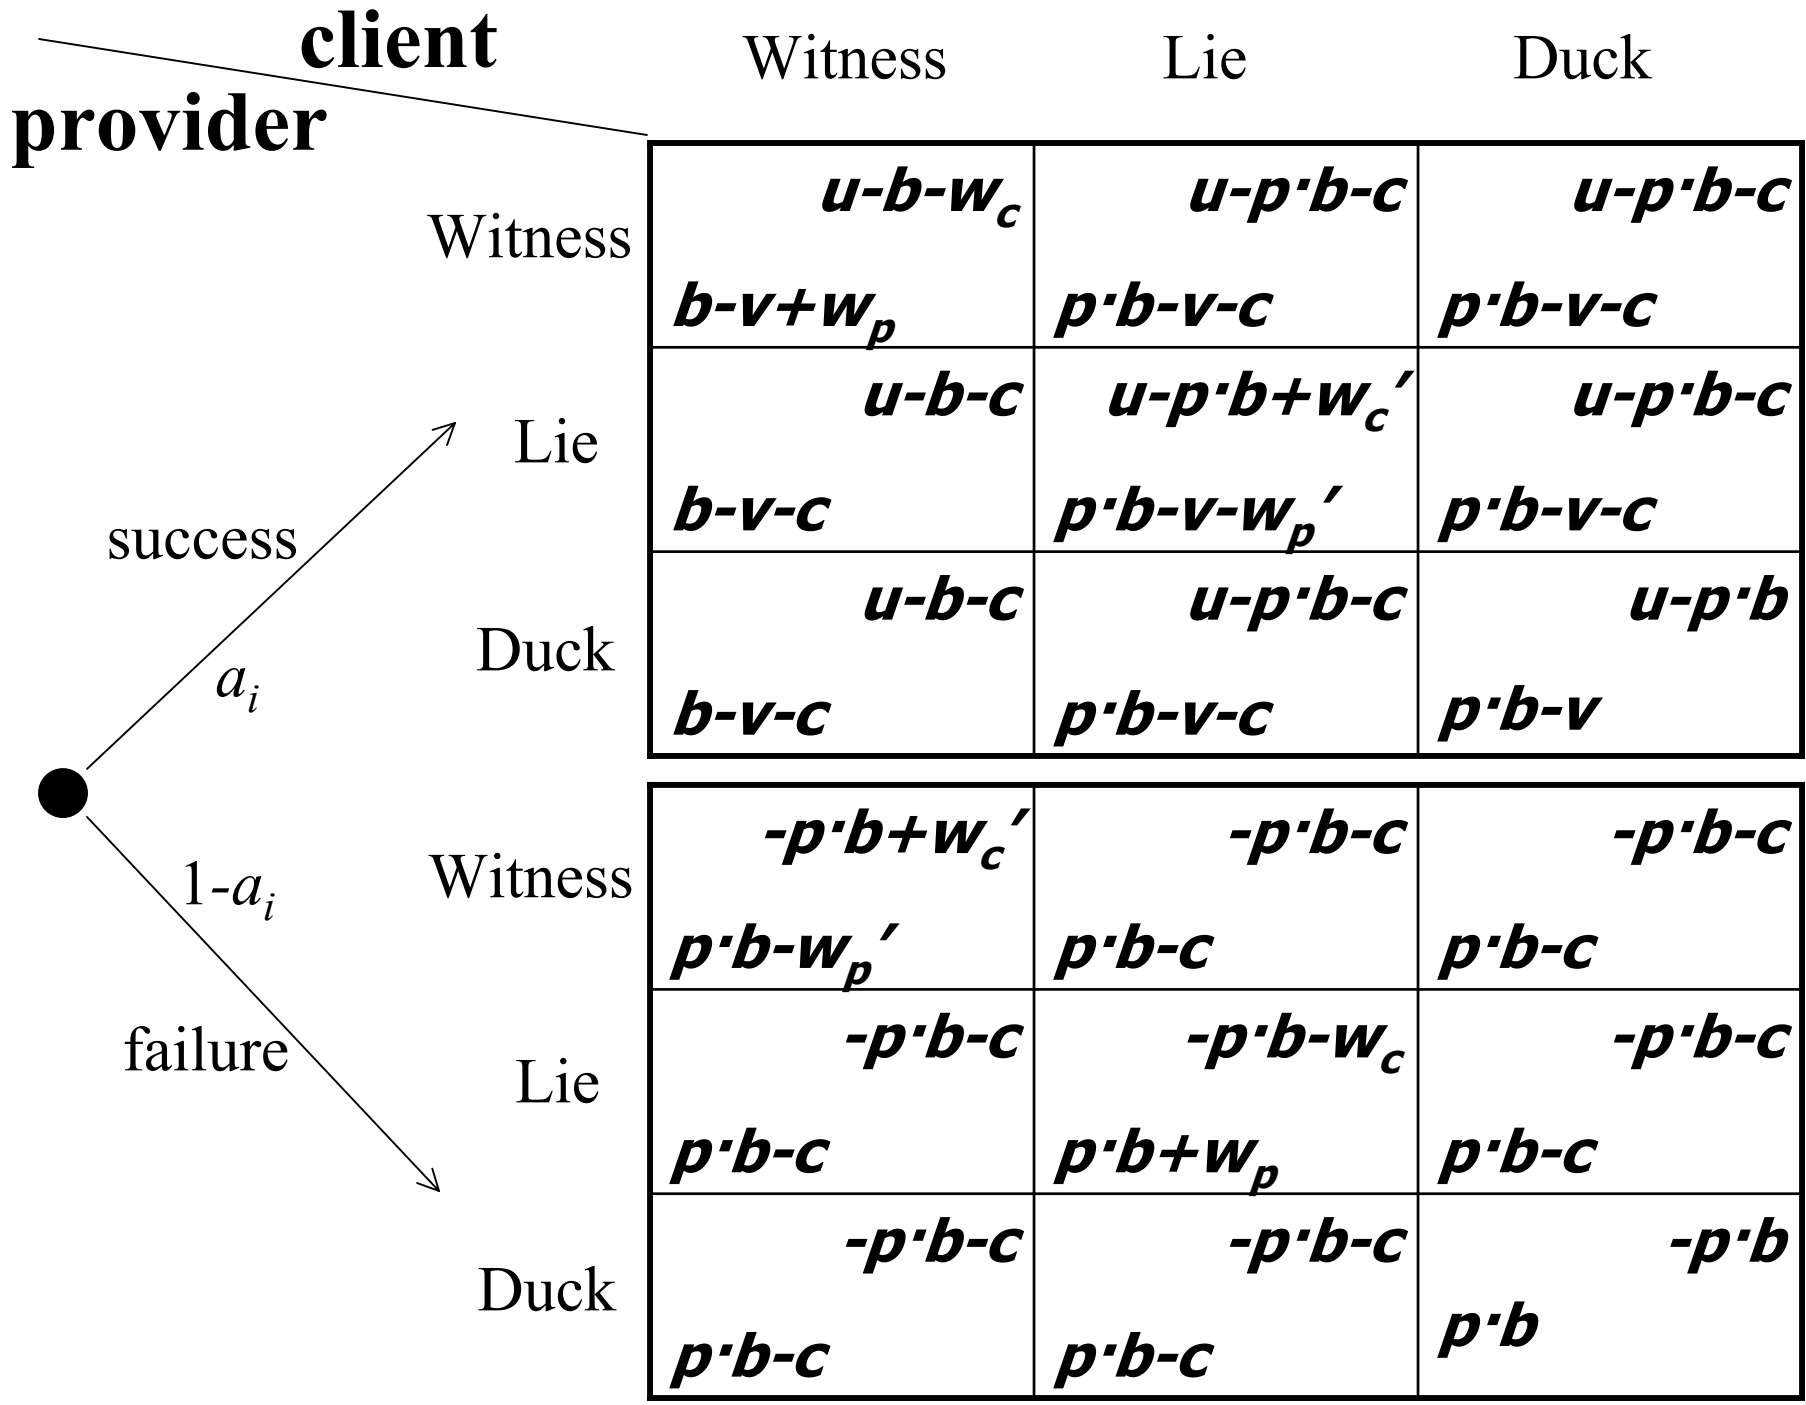 client Witness Lie Duck
provider
u-b-w_c u-p·b-c u-p·b-c
Witness
b-v+w_p p·b-v-c p·b-v-c
u-b-c u-p·b+w_c′ u-p·b-c
Lie
b-v-c p·b-v-w_p′ p·b-v-c
success
u-b-c u-p·b-c u-p·b
Duck
a_i
b-v-c p·b-v-c p·b-v
-p·b+w_c′ -p·b-c -p·b-c
Witness
1-a_i
p·b-w_p′ p·b-c p·b-c
-p·b-c -p·b-w_c -p·b-c
failure
Lie
p·b-c p·b+w_p p·b-c
-p·b-c -p·b-c -p·b
Duck
p·b-c p·b-c p·b